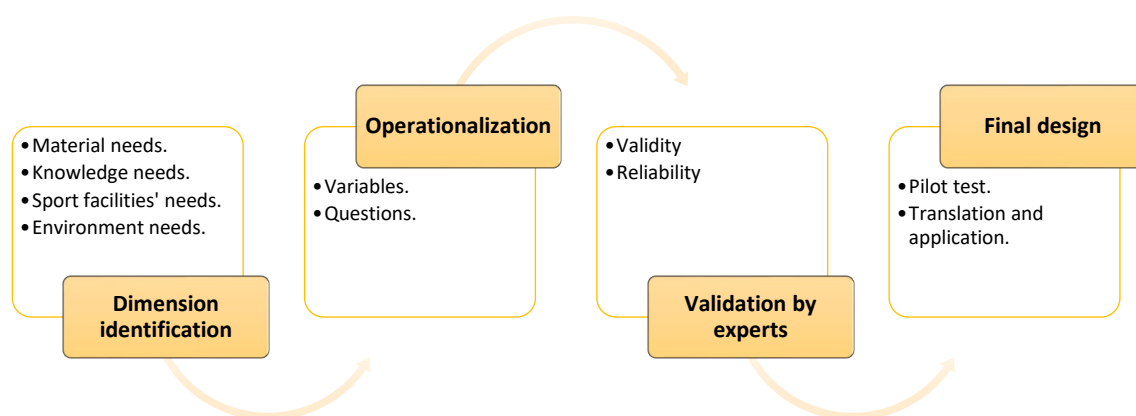 •Material needs.
•Knowledge needs.
•Sport facilities' needs.
•Environment needs.
Dimension
identification
Operationalization
•Variables.
•Questions.
•Validity
•Reliability
Validation by
experts
Final design
•Pilot test.
•Translation and
application.